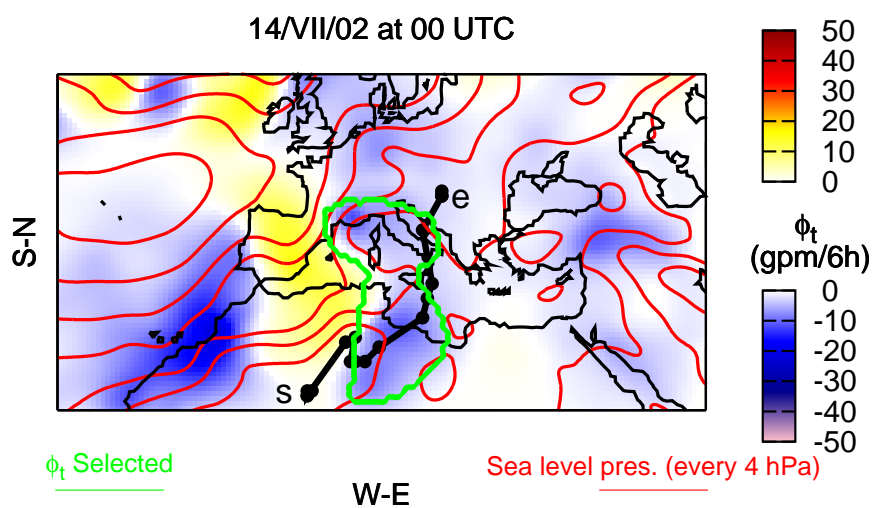 14/VII/02 at 00 UTC
50
40
30
20
10
0
e
S-N
ϕt
(gpm/6h)
0
-10
-20
-30
-40
-50
s
ϕt Selected
Sea level pres. (every 4 hPa)
W-E